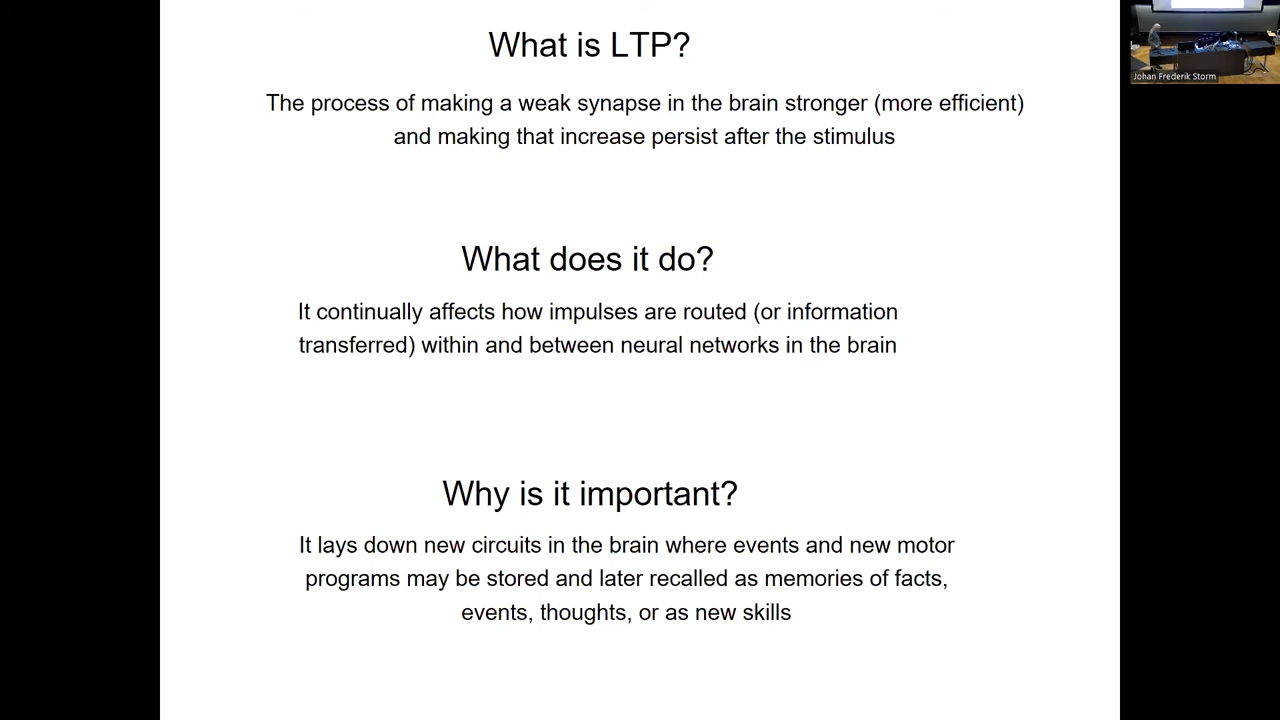 What is LTP?
The process of making a weak synapse in the brain stronger (more efficient)
and making that increase persist after the stimulus
What does it do?
It continually affects how impulses are routed (or information
transferred) within and between neural networks in the brain
Why is it important?
It lays down new circuits in the brain where events and new motor
programs may be stored and later recalled as memories of facts,
events, thoughts, or as new skills
Johan Frederik Storm